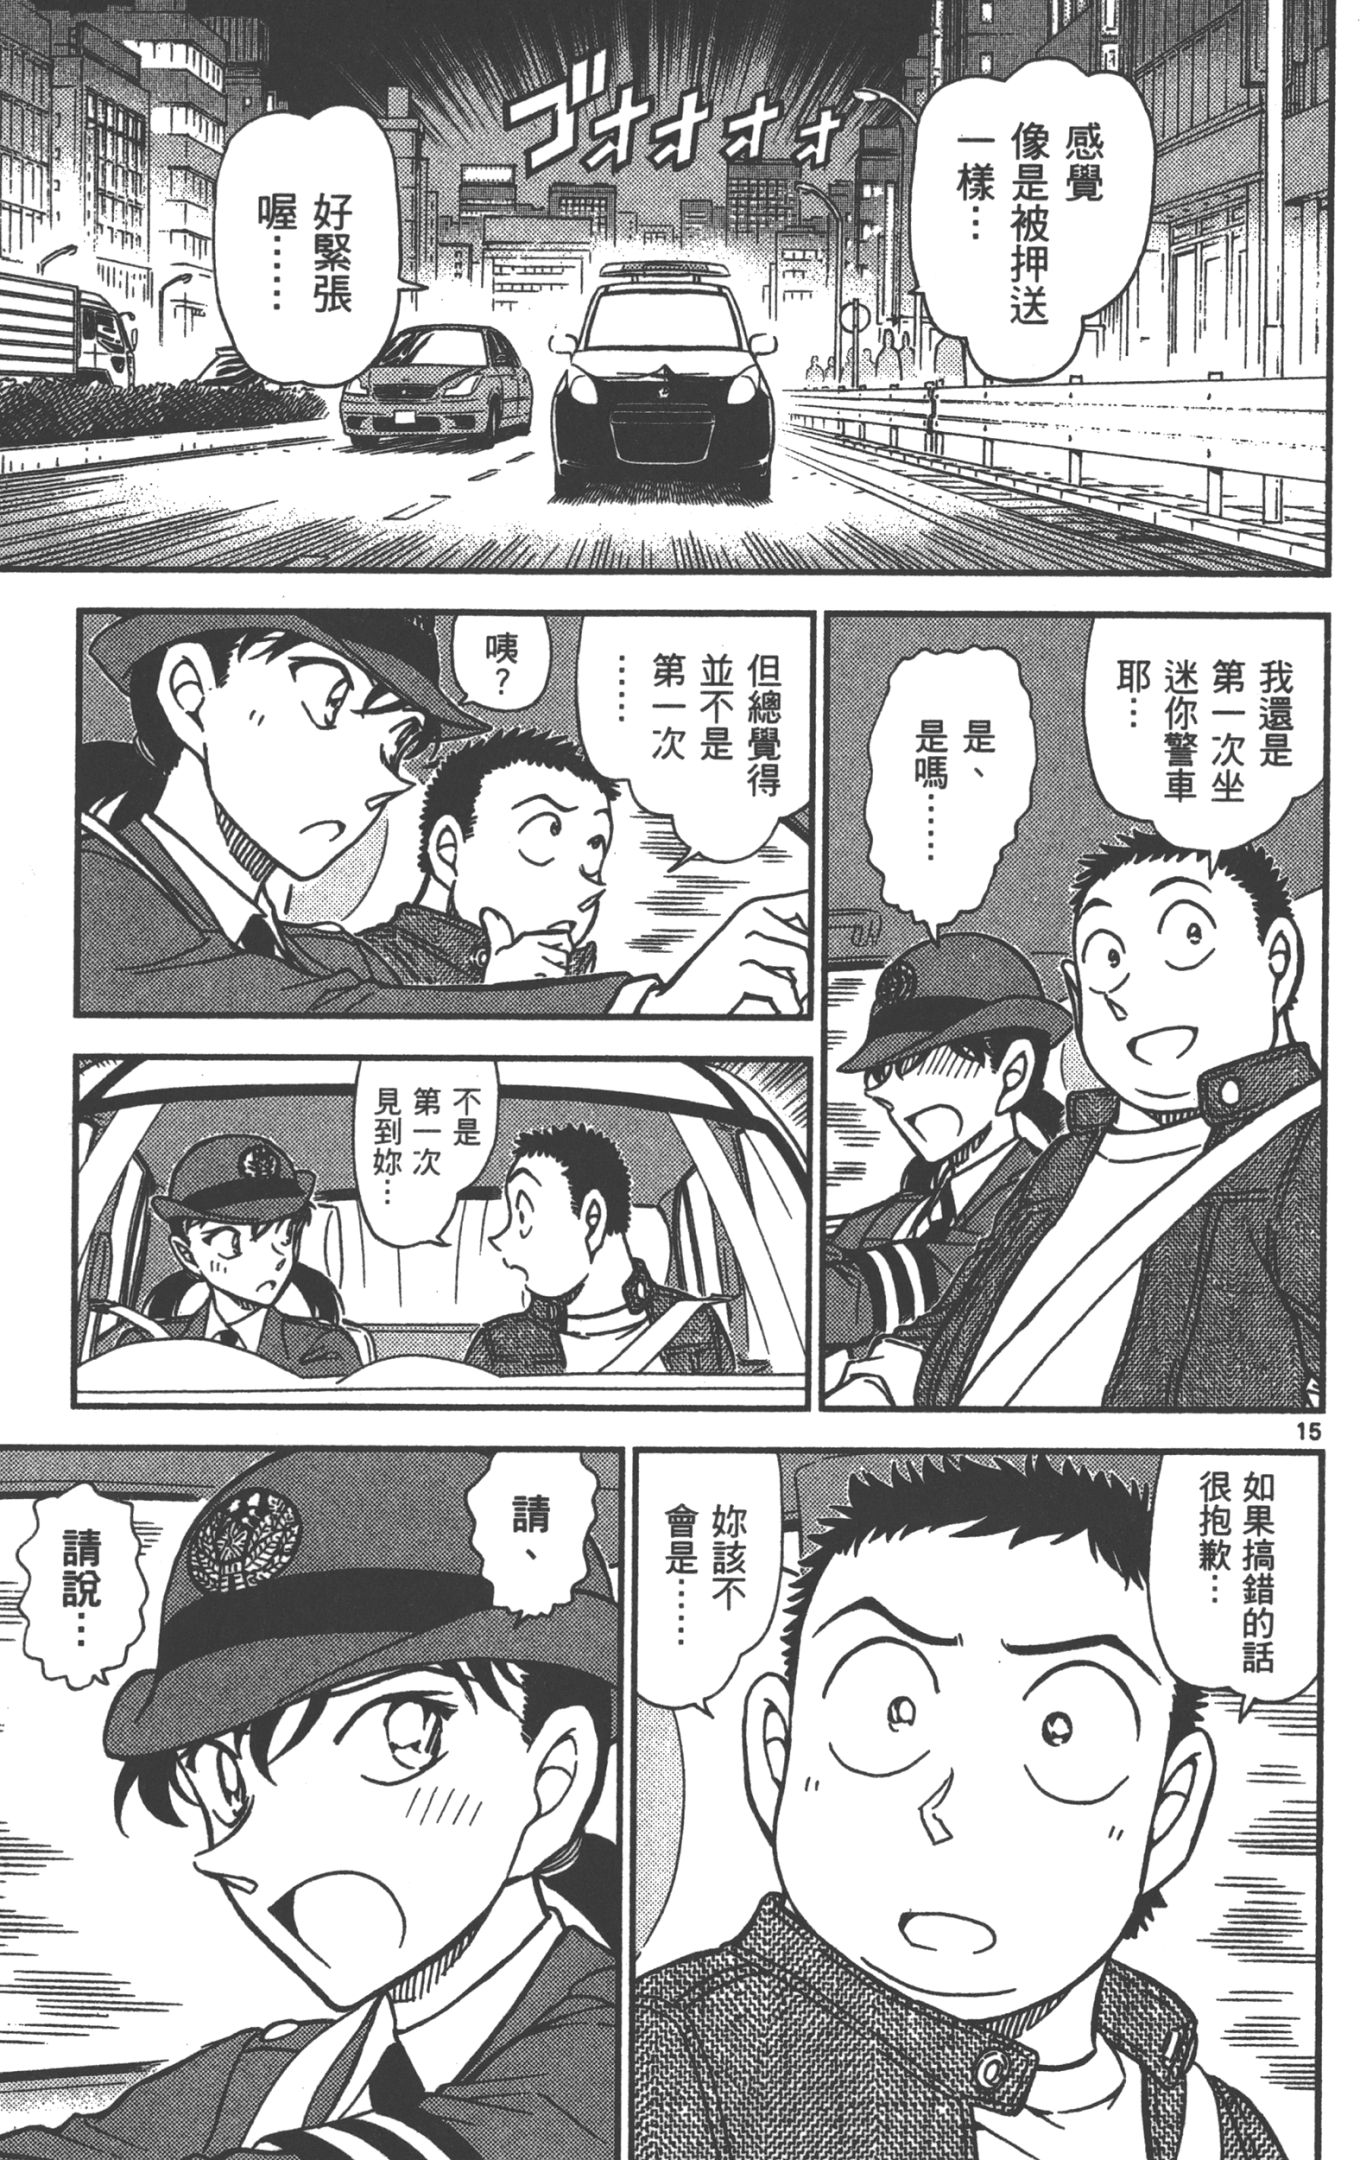 感覺
像是被押送
一樣…
ゴオオオオ
好緊張
喔……
我還是
第一次坐
迷你警車
耶…
是、
是嗎……
但總覺得
並不是
第一次
……
咦?
不是
第一次
見到妳…
15
如果搞錯的話
很抱歉…
妳該不
會是……
請、
請說…